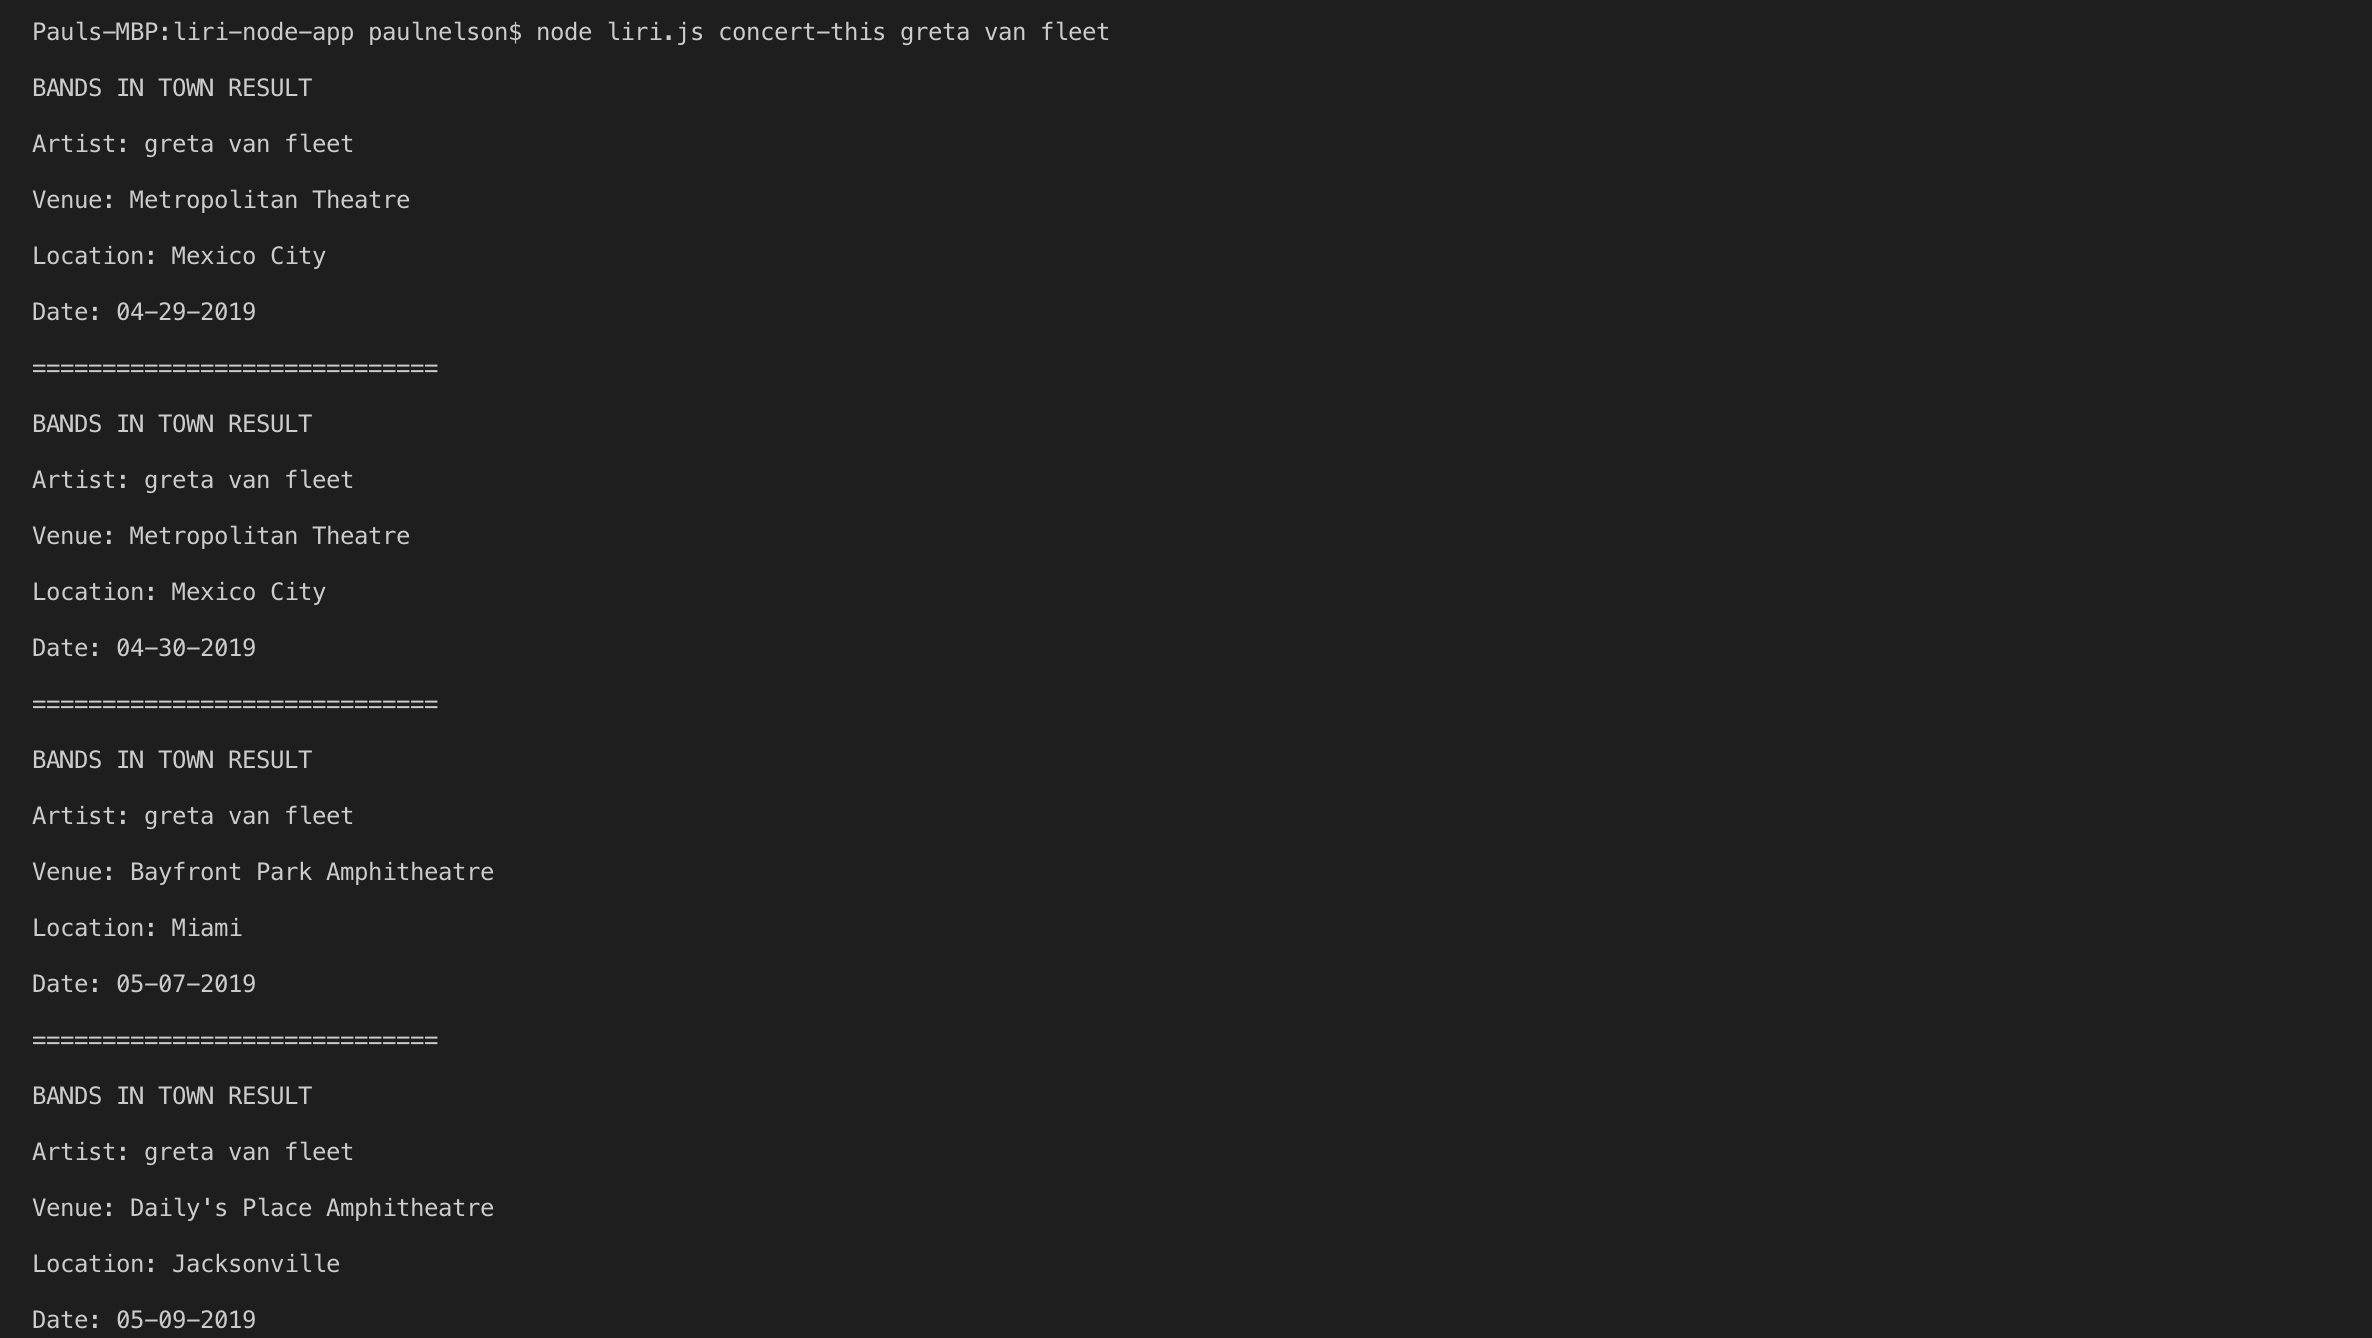 Pauls-MBP:liri-node-app paulnelson$ node liri.js concert-this greta van fleet
BANDS IN TOWN RESULT
Artist: greta van fleet
Venue: Metropolitan Theatre
Location: Mexico City
Date: 04-29-2019
=============================
BANDS IN TOWN RESULT
Artist: greta van fleet
Venue: Metropolitan Theatre
Location: Mexico City
Date: 04-30-2019
=============================
BANDS IN TOWN RESULT
Artist: greta van fleet
Venue: Bayfront Park Amphitheatre
Location: Miami
Date: 05-07-2019
=============================
BANDS IN TOWN RESULT
Artist: greta van fleet
Venue: Daily's Place Amphitheatre
Location: Jacksonville
Date: 05-09-2019